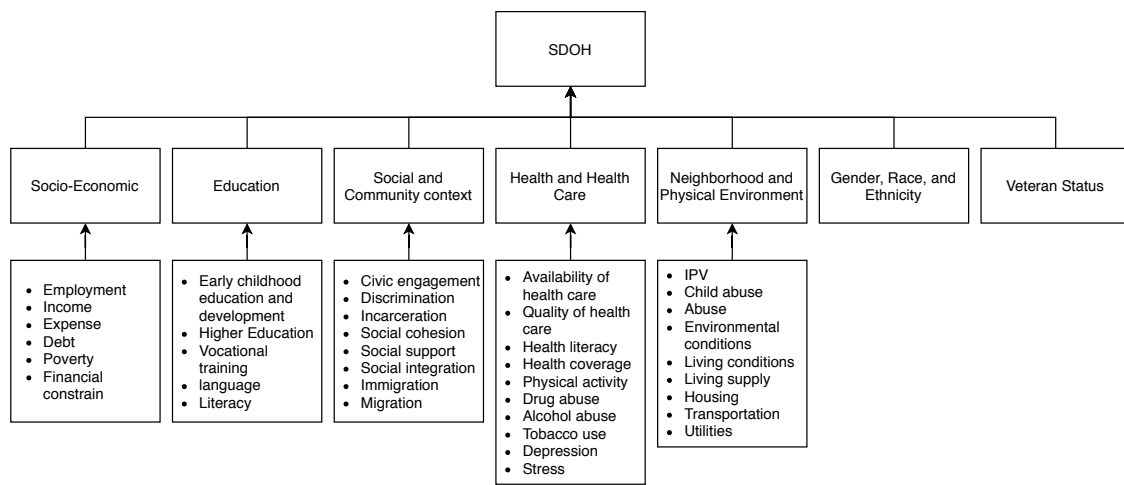 SDOH
Socio-Economic
Education
Social and
Community context
Health and Health
Care
Neighborhood and
Physical Environment
Gender, Race, and
Ethnicity
Veteran Status
Employment
Income
Expense
Debt
Poverty
Financial
constrain
Early childhood
education and
development
Higher Education
Vocational
training
language
Literacy
Civic engagement
Discrimination
Incarceration
Social cohesion
Social support
Social integration
Immigration
Migration
Availability of
health care
Quality of health
care
Health literacy
Health coverage
Physical activity
Drug abuse
Alcohol abuse
Tobacco use
Depression
Stress
IPV
Child abuse
Abuse
Environmental
conditions
Living conditions
Living supply
Housing
Transportation
Utilities